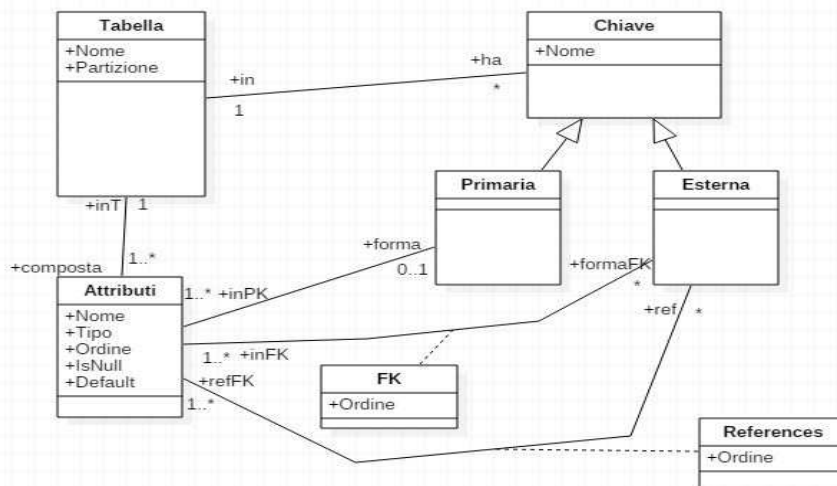 Tabella
+Nome
+Partizione
Chiave
+Nome
+in
1
+ha
*
+inT
1
+composta
1..*
Primaria
Esterna
Attributi
+Nome
+Tipo
+Ordine
+IsNull
+Default
+forma
0..1
1..*
+inPK
+formaFK
*
1..*
+inFK
+ref
*
+refFK
1..*
FK
+Ordine
References
+Ordine